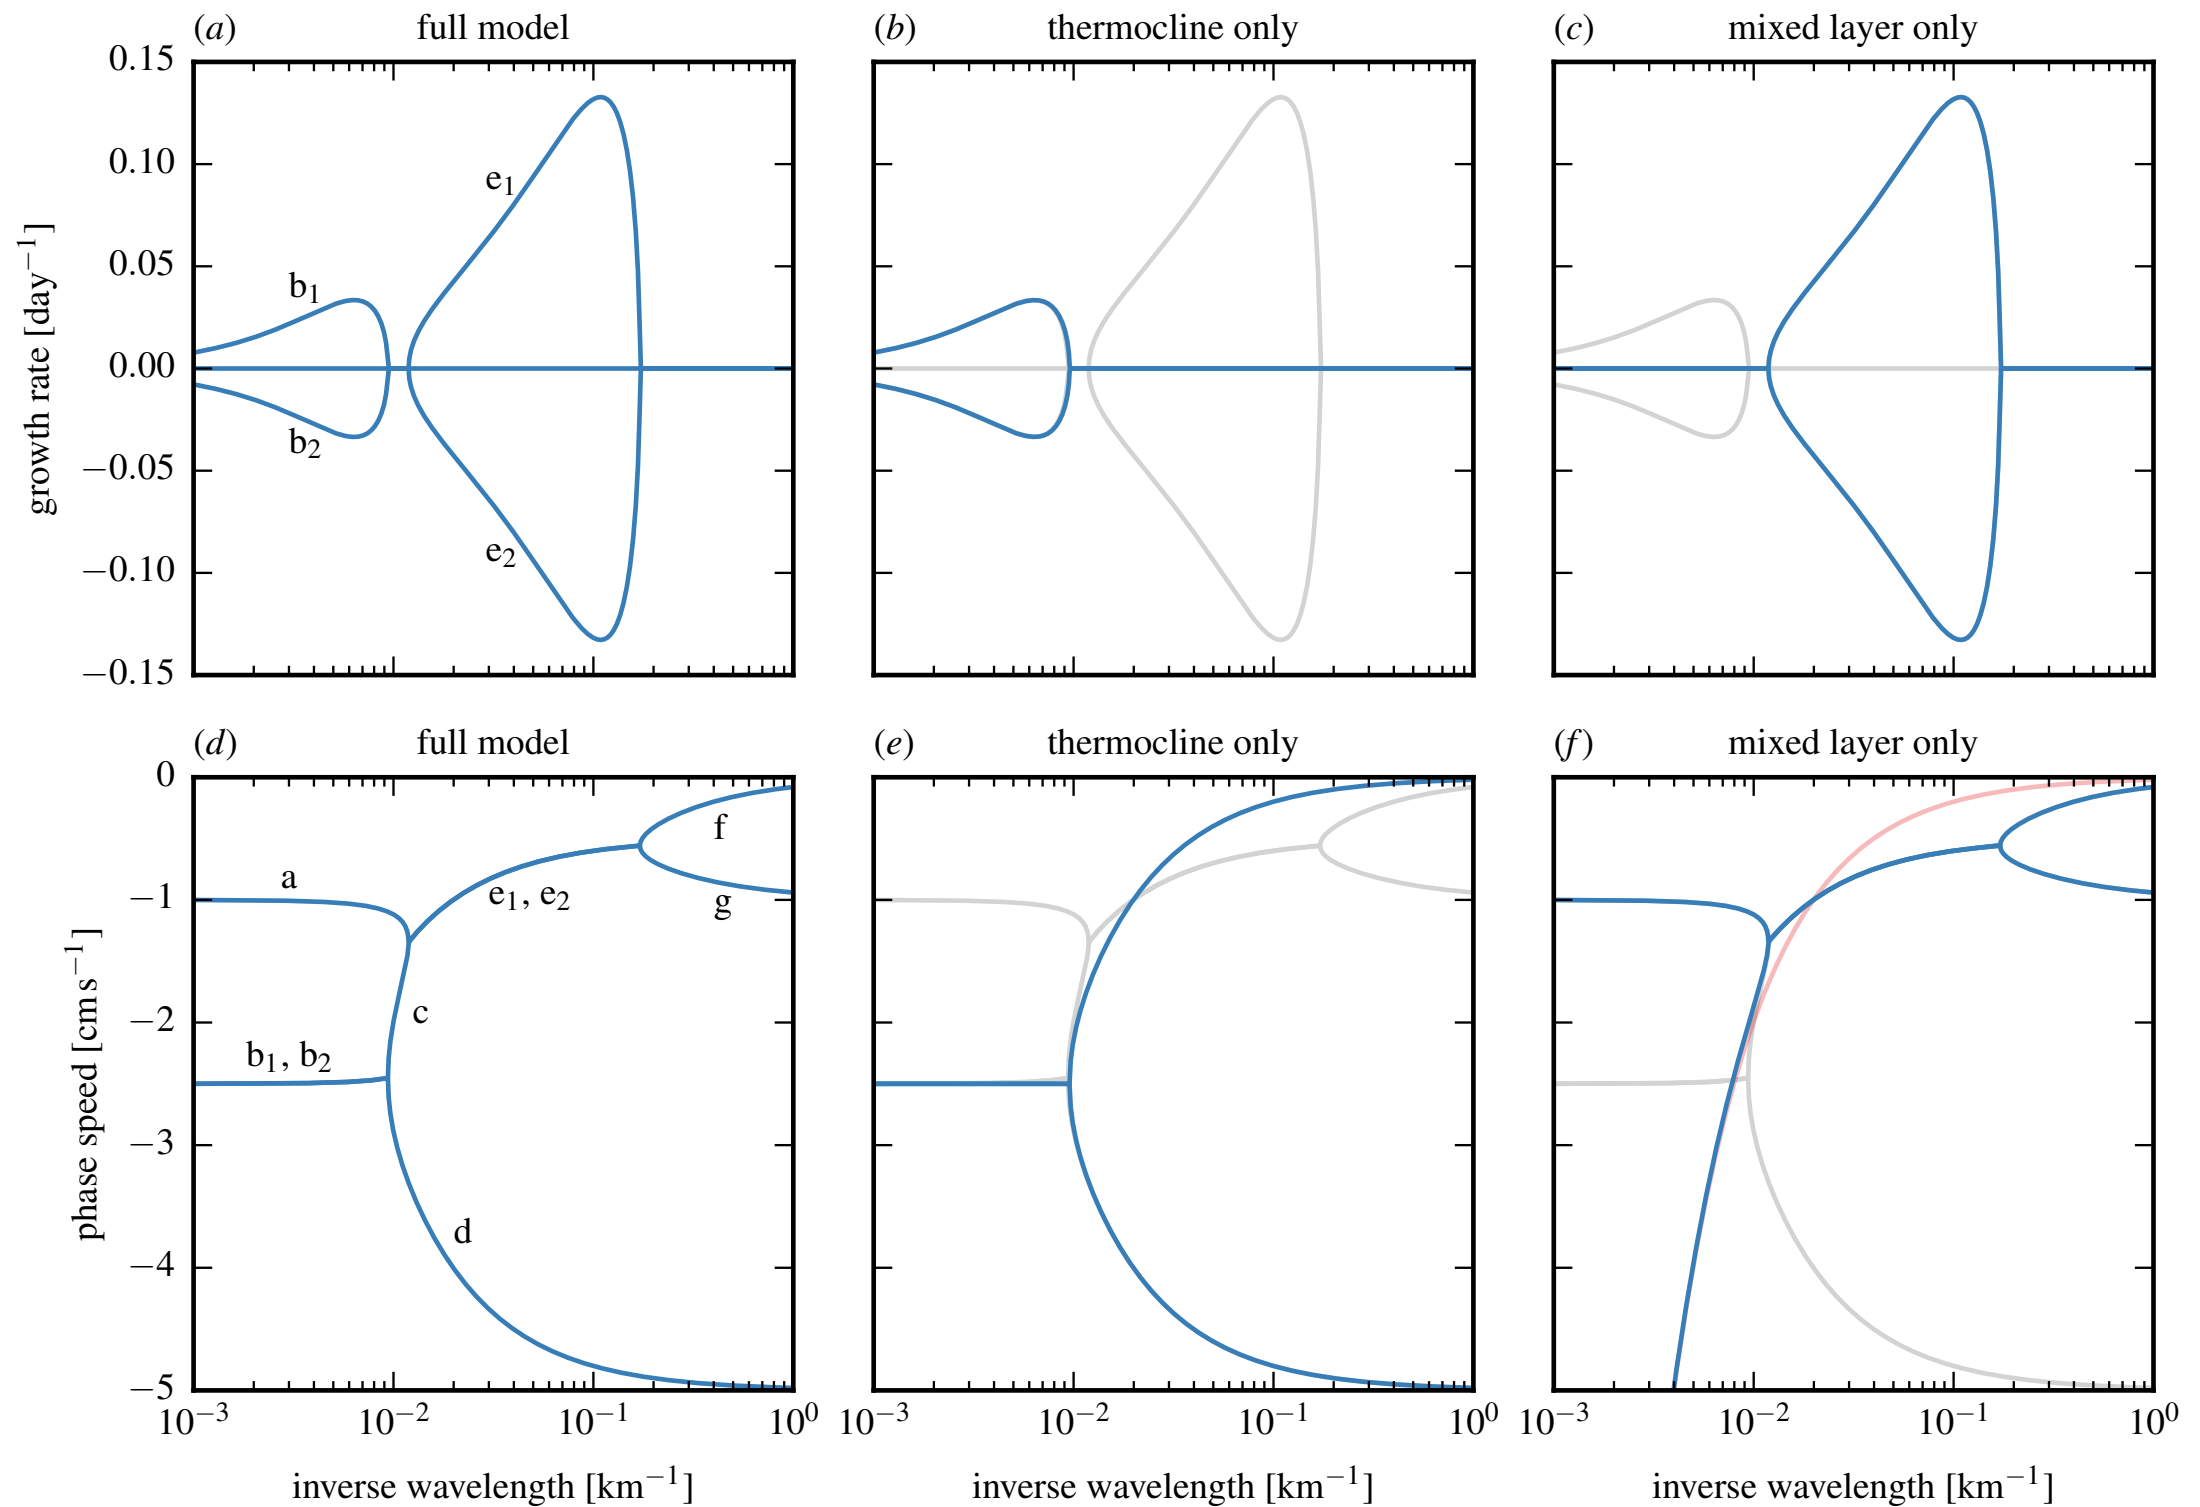 (a) full model
(b) thermocline only
(c) mixed layer only
growth rate [day⁻¹]
0.15
0.10
0.05
0.00
−0.05
−0.10
−0.15
e₁
b₁
b₂
e₂
(d) full model
(e) thermocline only
(f) mixed layer only
phase speed [cm s⁻¹]
0
−1
−2
−3
−4
−5
f
a
e₁, e₂
g
c
b₁, b₂
d
10⁻³ 10⁻² 10⁻¹ 10⁰
10⁻³ 10⁻² 10⁻¹ 10⁰
10⁻³ 10⁻² 10⁻¹ 10⁰
inverse wavelength [km⁻¹]
inverse wavelength [km⁻¹]
inverse wavelength [km⁻¹]